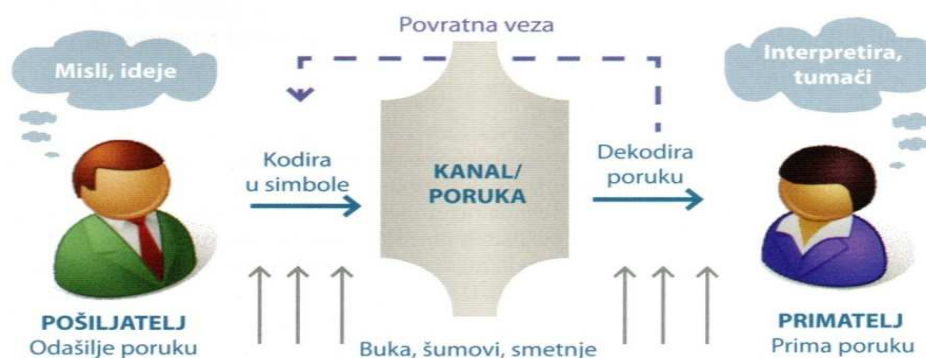 Povratna veza
Misli, ideje
Interpretira,
tumači
Kodira
u simbole
KANAL/
PORUKA
Dekodira
poruku
POŠILJATELJ
Odašilje poruku
Buka, šumovi, smetnje
PRIMATELJ
Prima poruku